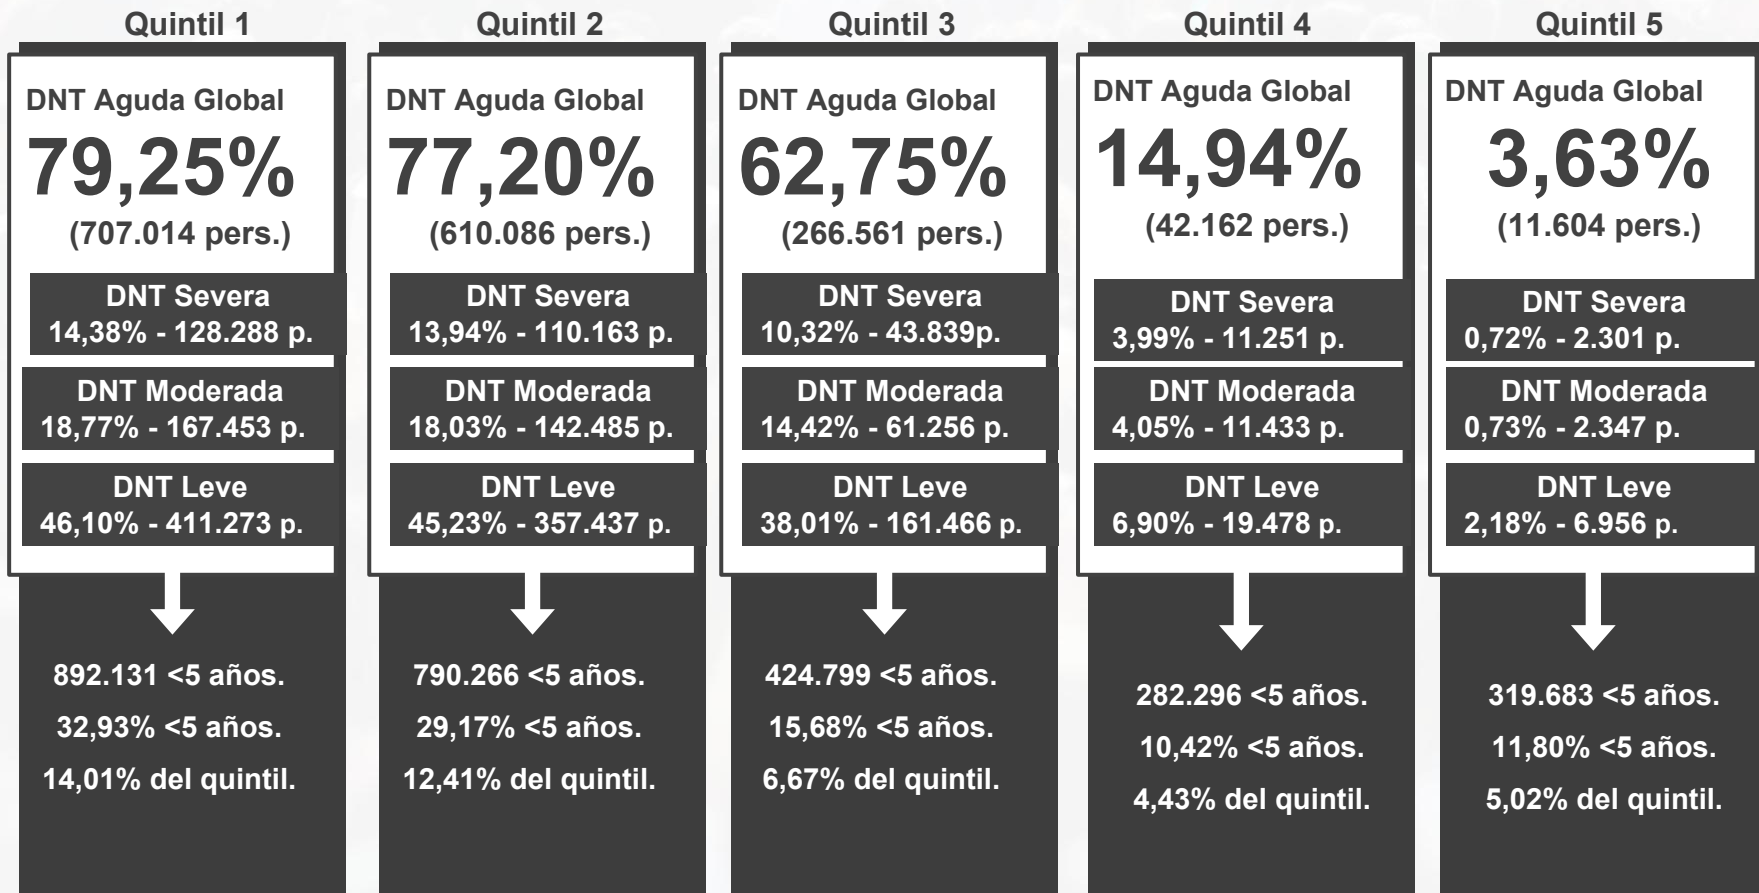 Quintil 1
DNT Aguda Global
79,25%
(707.014 pers.)
DNT Severa
14,38% - 128.288 p.
DNT Moderada
18,77% - 167.453 p.
DNT Leve
46,10% - 411.273 p.
892.131 <5 años.
32,93% <5 años.
14,01% del quintil.
Quintil 2
DNT Aguda Global
77,20%
(610.086 pers.)
DNT Severa
13,94% - 110.163 p.
DNT Moderada
18,03% - 142.485 p.
DNT Leve
45,23% - 357.437 p.
790.266 <5 años.
29,17% <5 años.
12,41% del quintil.
Quintil 3
DNT Aguda Global
62,75%
(266.561 pers.)
DNT Severa
10,32% - 43.839p.
DNT Moderada
14,42% - 61.256 p.
DNT Leve
38,01% - 161.466 p.
424.799 <5 años.
15,68% <5 años.
6,67% del quintil.
Quintil 4
DNT Aguda Global
14,94%
(42.162 pers.)
DNT Severa
3,99% - 11.251 p.
DNT Moderada
4,05% - 11.433 p.
DNT Leve
6,90% - 19.478 p.
282.296 <5 años.
10,42% <5 años.
4,43% del quintil.
Quintil 5
DNT Aguda Global
3,63%
(11.604 pers.)
DNT Severa
0,72% - 2.301 p.
DNT Moderada
0,73% - 2.347 p.
DNT Leve
2,18% - 6.956 p.
319.683 <5 años.
11,80% <5 años.
5,02% del quintil.